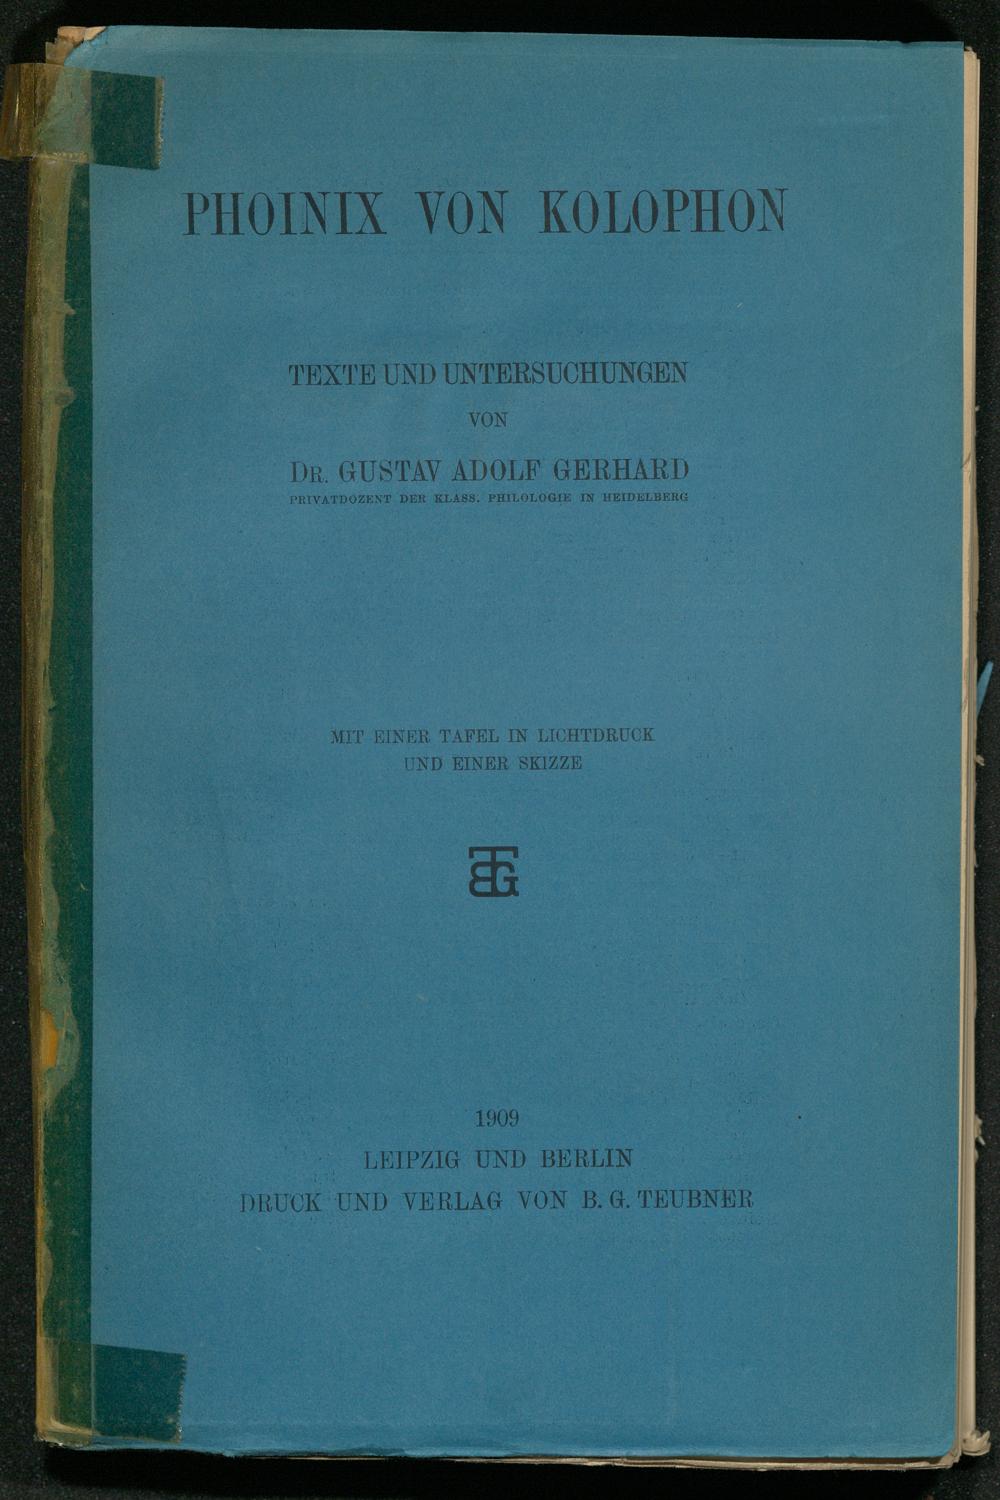 PHOINIX VON KOLOPHON
TEXTE UND UNTERSUCHUNGEN
VON
DR. GUSTAV ADOLF GERHARD
PRIVATDOZENT DER KLASS. PHILOLOGIE IN HEIDELBERG
MIT EINER TAFEL IN LICHTDRUCK
UND EINER SKIZZE
BTG
1909
LEIPZIG UND BERLIN
DRUCK UND VERLAG VON B. G. TEUBNER